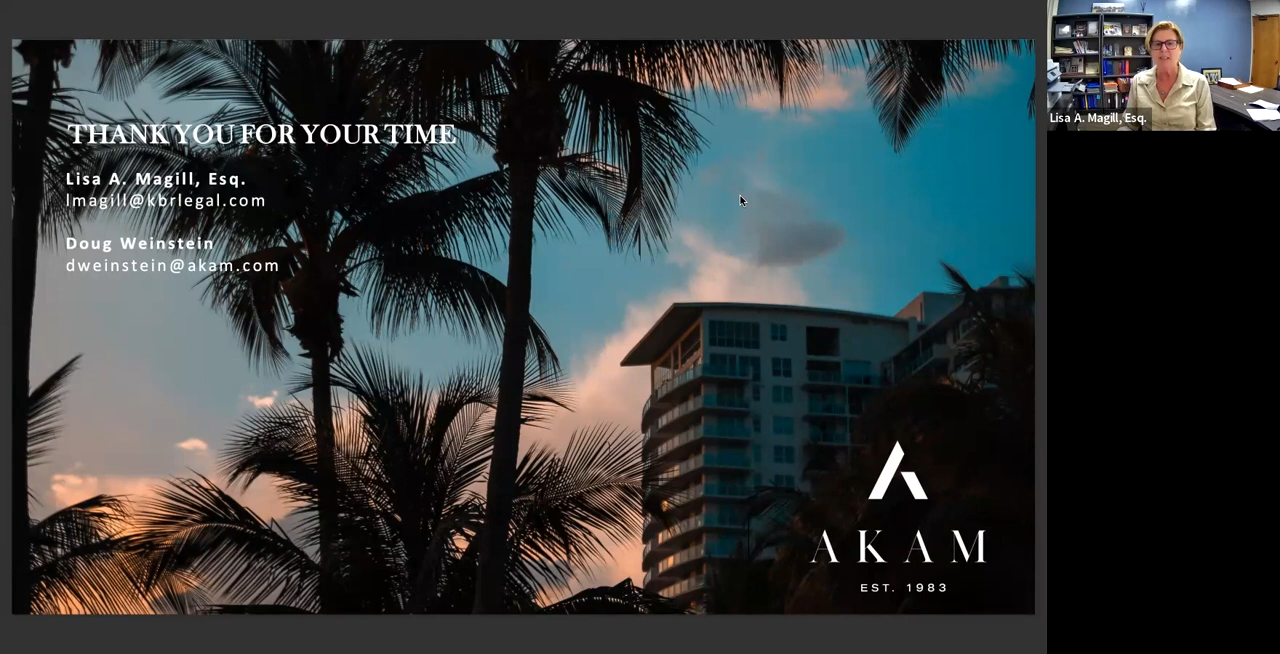 THANK YOU FOR YOUR TIME
Lisa A. Magill, Esq.
lmagill@kbrlegal.com
Doug Weinstein
dweinstein@akam.com
AKAM
EST. 1983
Lisa A. Magill, Esq.